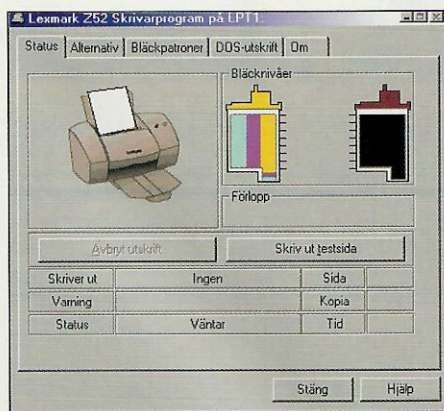 Lexmark Z52 Skrivarprogram på LPT1:
Status Alternativ Bläckpatroner DOS-utskrift Om
Bläcknivåer
Förlopp
Avbryt utskrift Skriv ut testsida
Skriver ut Ingen Sida
Varning Kopia
Status Väntar Tid
Stäng Hjälp